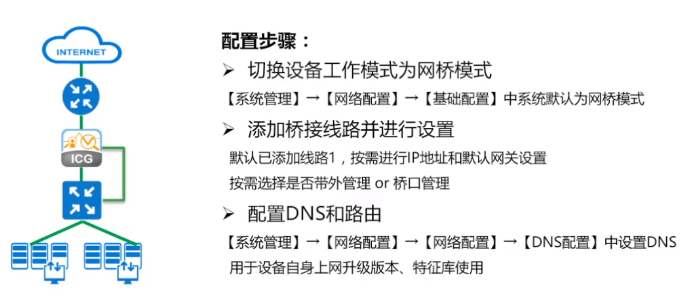 INTERNET
ICG
配置步骤：
➢ 切换设备工作模式为网桥模式
【系统管理】→【网络配置】→【基础配置】中系统默认为网桥模式
➢ 添加桥接线路并进行设置
默认已添加线路1，按需进行IP地址和默认网关设置
按需选择是否带外管理 or 桥口管理
➢ 配置DNS和路由
【系统管理】→【网络配置】→【网络配置】→【DNS配置】中设置DNS
用于设备自身上网升级版本、特征库使用